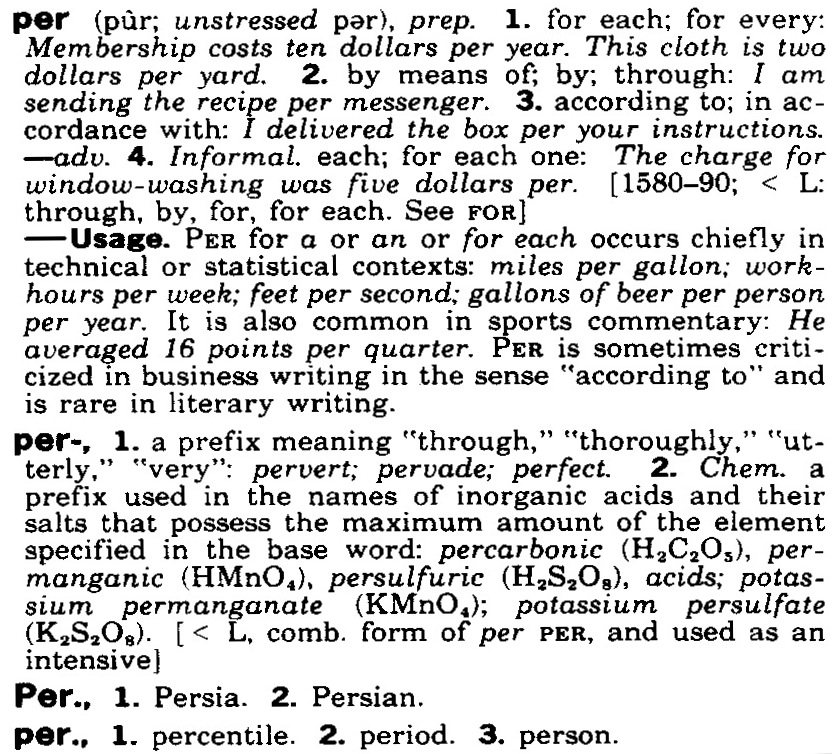 per (pûr; unstressed pər), prep. 1. for each; for every:
Membership costs ten dollars per year. This cloth is two
dollars per yard. 2. by means of; by; through: I am
sending the recipe per messenger. 3. according to; in ac-
cordance with: I delivered the box per your instructions.
—adv. 4. Informal. each; for each one: The charge for
window-washing was five dollars per. [1580–90; < L:
through, by, for, for each. See FOR]
—Usage. PER for a or an or for each occurs chiefly in
technical or statistical contexts: miles per gallon; work-
hours per week; feet per second; gallons of beer per person
per year. It is also common in sports commentary: He
averaged 16 points per quarter. PER is sometimes criti-
cized in business writing in the sense “according to” and
is rare in literary writing.
per-, 1. a prefix meaning “through,” “thoroughly,” “ut-
terly,” “very”: pervert; pervade; perfect. 2. Chem. a
prefix used in the names of inorganic acids and their
salts that possess the maximum amount of the element
specified in the base word: percarbonic (H₂C₂O₅), per-
manganic (HMnO₄), persulfuric (H₂S₂O₈), acids; potas-
sium permanganate (KMnO₄); potassium persulfate
(K₂S₂O₈). [< L, comb. form of per PER, and used as an
intensive]
Per., 1. Persia. 2. Persian.
per., 1. percentile. 2. period. 3. person.